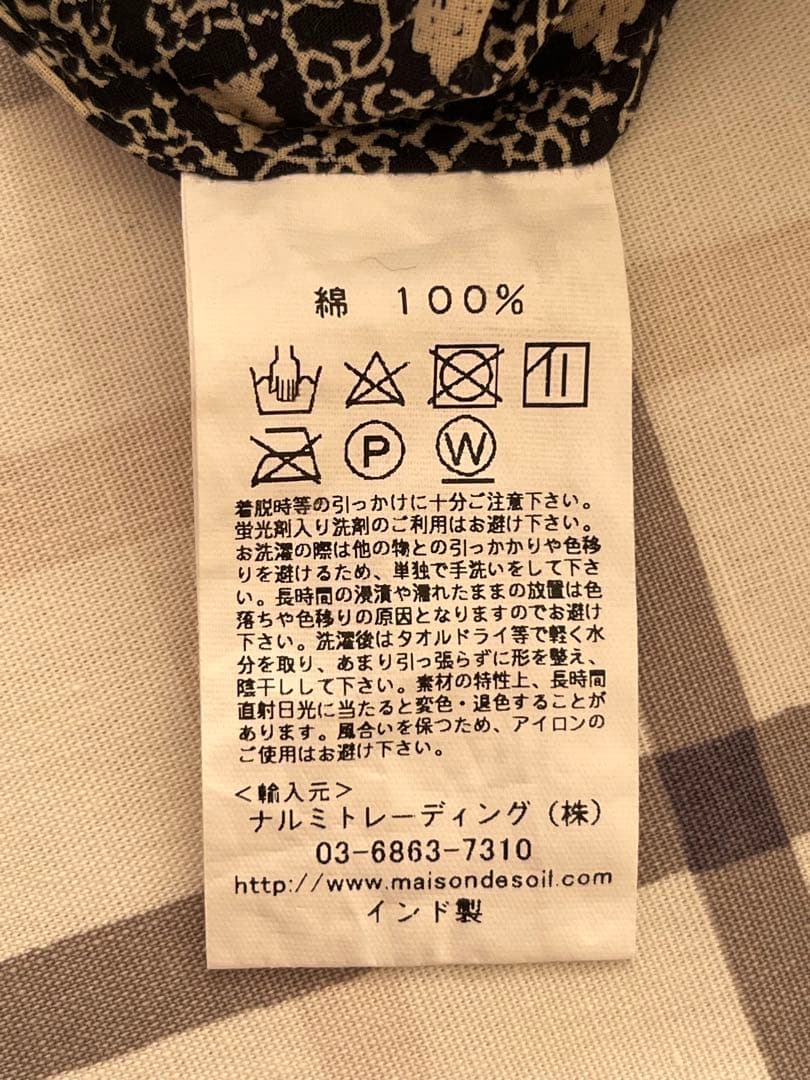 綿 100%
P W
着脱時等の引っかけに十分ご注意下さい。
蛍光剤入り洗剤のご利用はお避け下さい。
お洗濯の際は他の物との引っかかりや色移
りを避けるため、単独で手洗いをして下さ
い。長時間の浸漬や濡れたままの放置は色
落ちや色移りの原因となりますのでお避け
下さい。洗濯後はタオルドライ等で軽く水
分を取り、あまり引っ張らずに形を整え、
陰干しして下さい。素材の特性上、長時間
直射日光に当たると変色・退色することが
あります。風合いを保つため、アイロンの
ご使用はお避け下さい。
<輸入元>
ナルミトレーディング(株)
03-6863-7310
http://www.maisondesoil.com
インド製